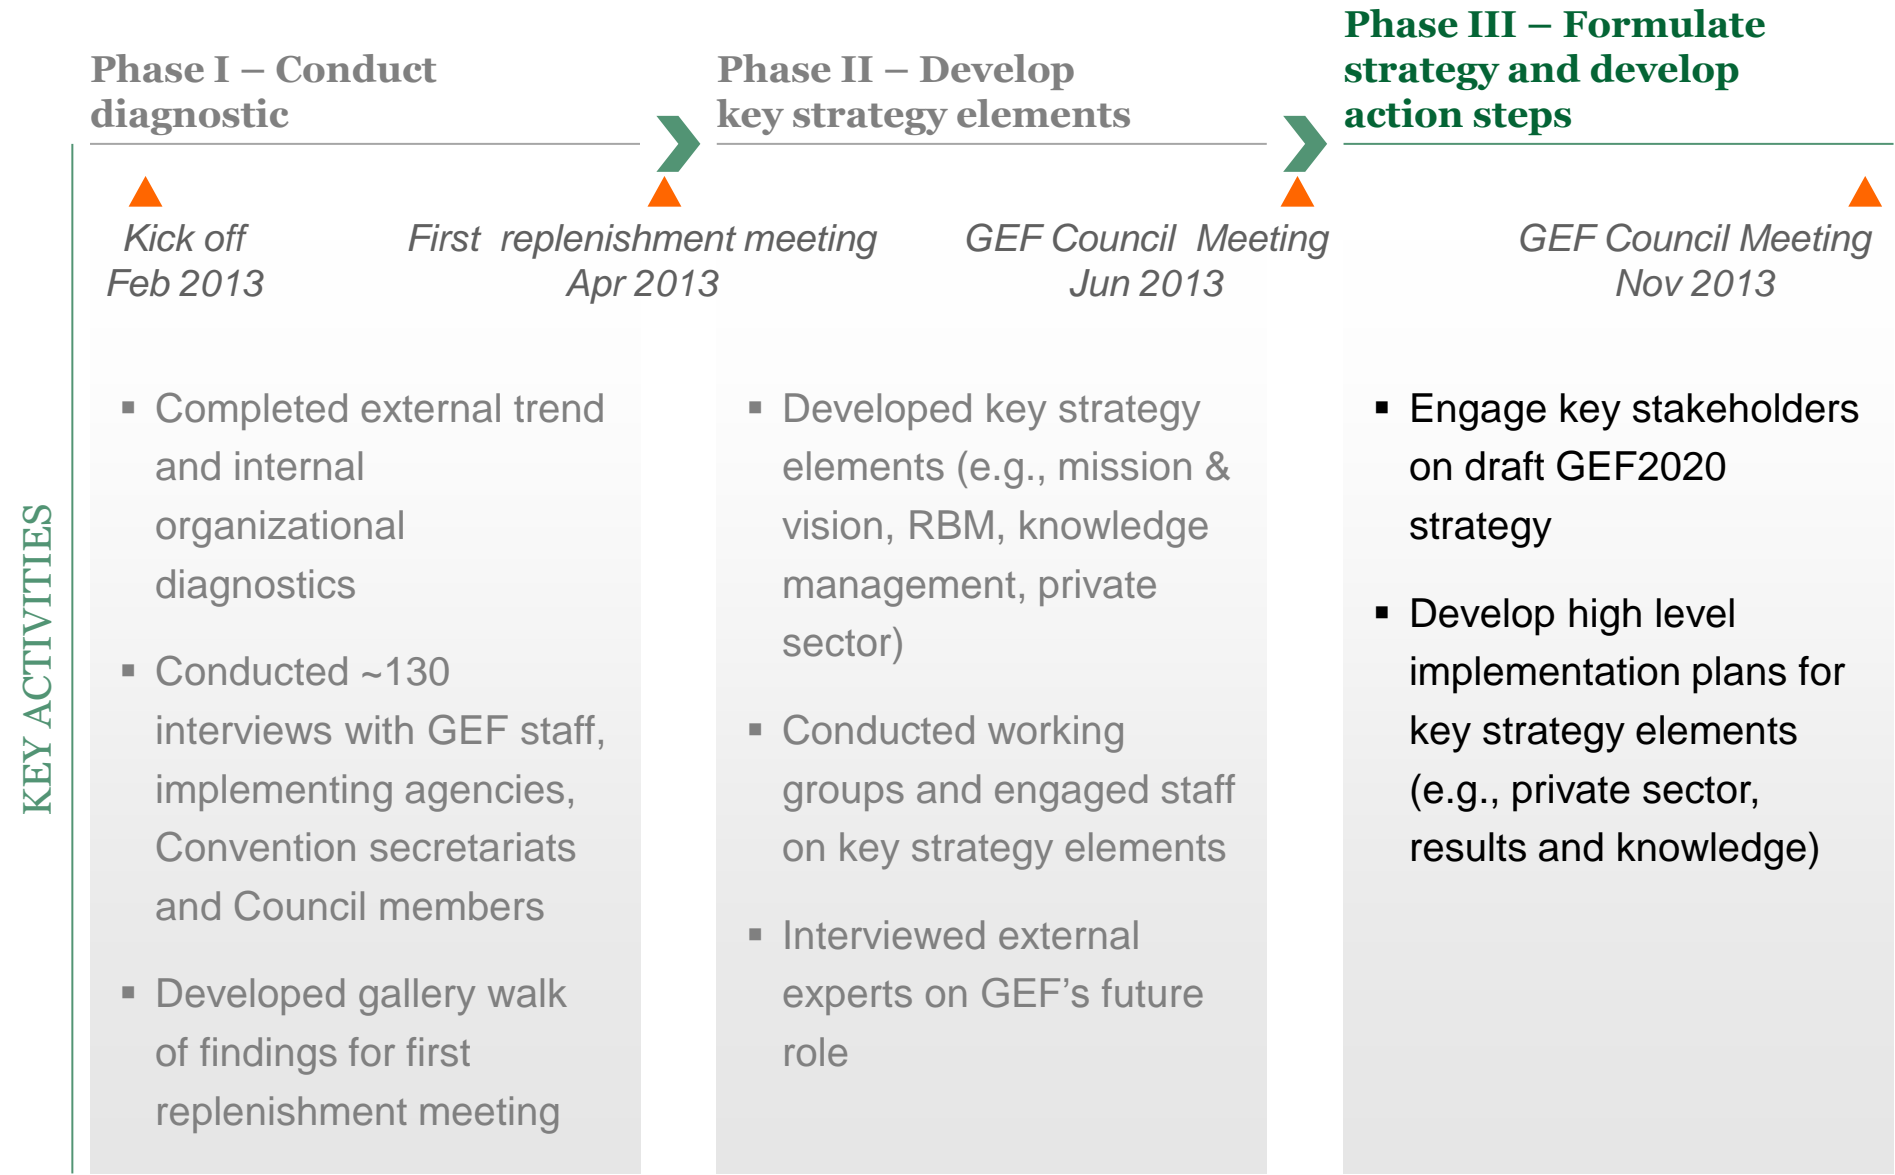 Phase I – Conduct
diagnostic
Phase II – Develop
key strategy elements
Phase III – Formulate
strategy and develop
action steps
Kick off
Feb 2013
First replenishment meeting
Apr 2013
GEF Council Meeting
Jun 2013
GEF Council Meeting
Nov 2013
KEY ACTIVITIES
▪ Completed external trend
and internal
organizational
diagnostics
▪ Conducted ~130
interviews with GEF staff,
implementing agencies,
Convention secretariats
and Council members
▪ Developed gallery walk
of findings for first
replenishment meeting
▪ Developed key strategy
elements (e.g., mission &
vision, RBM, knowledge
management, private
sector)
▪ Conducted working
groups and engaged staff
on key strategy elements
▪ Interviewed external
experts on GEF’s future
role
▪ Engage key stakeholders
on draft GEF2020
strategy
▪ Develop high level
implementation plans for
key strategy elements
(e.g., private sector,
results and knowledge)